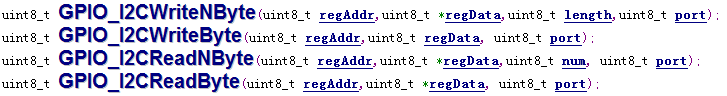 uint8_t GPIO_I2CWriteNByte(uint8_t regAddr,uint8_t *regData,uint8_t length,uint8_t port);
uint8_t GPIO_I2CWriteByte(uint8_t regAddr,uint8_t regData, uint8_t port);
uint8_t GPIO_I2CReadNByte(uint8_t regAddr,uint8_t *regData,uint8_t num, uint8_t port);
uint8_t GPIO_I2CReadByte(uint8_t regAddr,uint8_t *regData, uint8_t port);